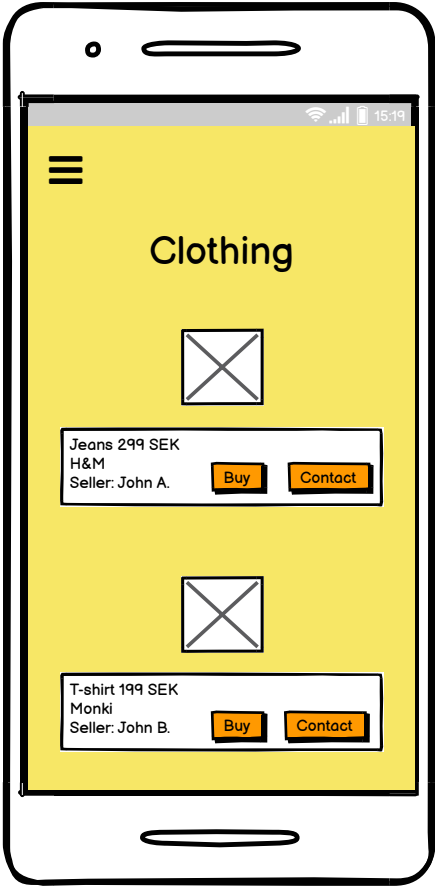 15:19
Clothing
Jeans 299 SEK
H&M
Seller: John A.
Buy
Contact
T-shirt 199 SEK
Monki
Seller: John B.
Buy
Contact